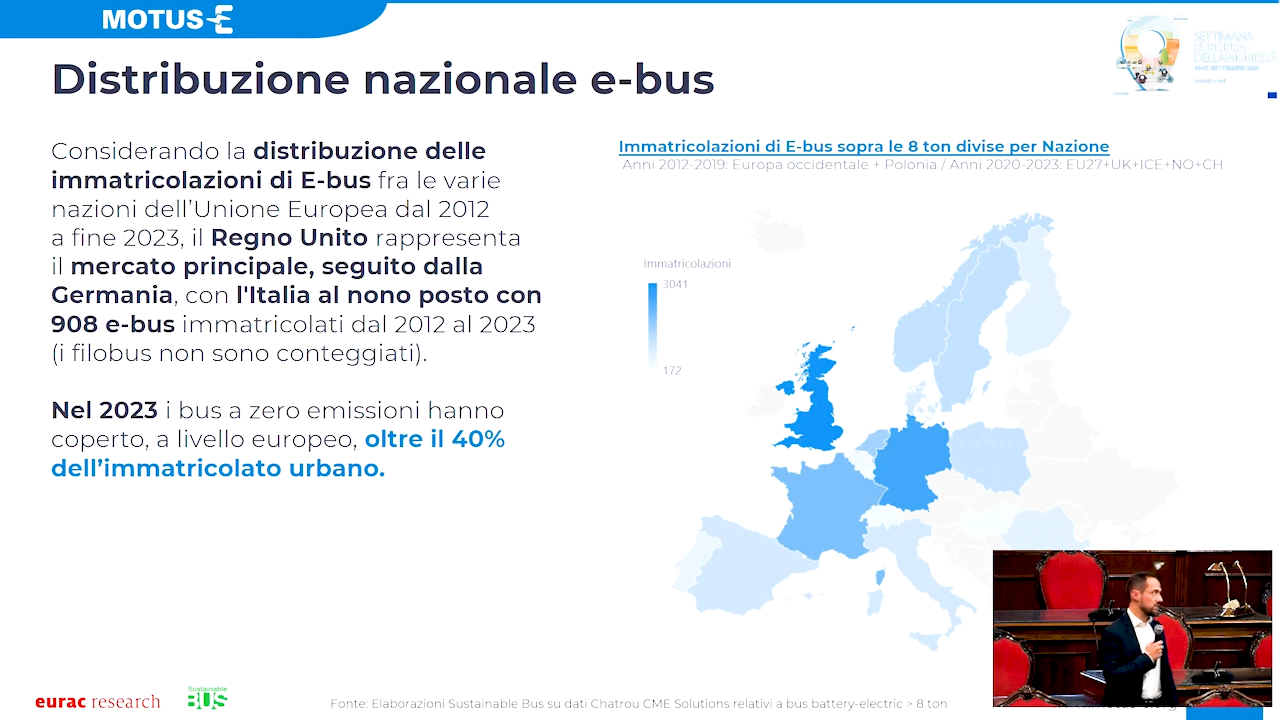 MOTUS E
SETTIMANA
EUROPEA
DELLA MOBILITÀ
Distribuzione nazionale e-bus
Considerando la distribuzione delle
immatricolazioni di E-bus fra le varie
nazioni dell’Unione Europea dal 2012
a fine 2023, il Regno Unito rappresenta
il mercato principale, seguito dalla
Germania, con l'Italia al nono posto con
908 e-bus immatricolati dal 2012 al 2023
(i filobus non sono conteggiati).
Nel 2023 i bus a zero emissioni hanno
coperto, a livello europeo, oltre il 40%
dell’immatricolato urbano.
Immatricolazioni di E-bus sopra le 8 ton divise per Nazione
Anni 2012-2019: Europa occidentale + Polonia / Anni 2020-2023: EU27+UK+ICE+NO+CH
Immatricolazioni
3041
172
eurac research
Sustainable
BUS
Fonte: Elaborazioni Sustainable Bus su dati Chatrou CME Solutions relativi a bus battery-electric > 8 ton